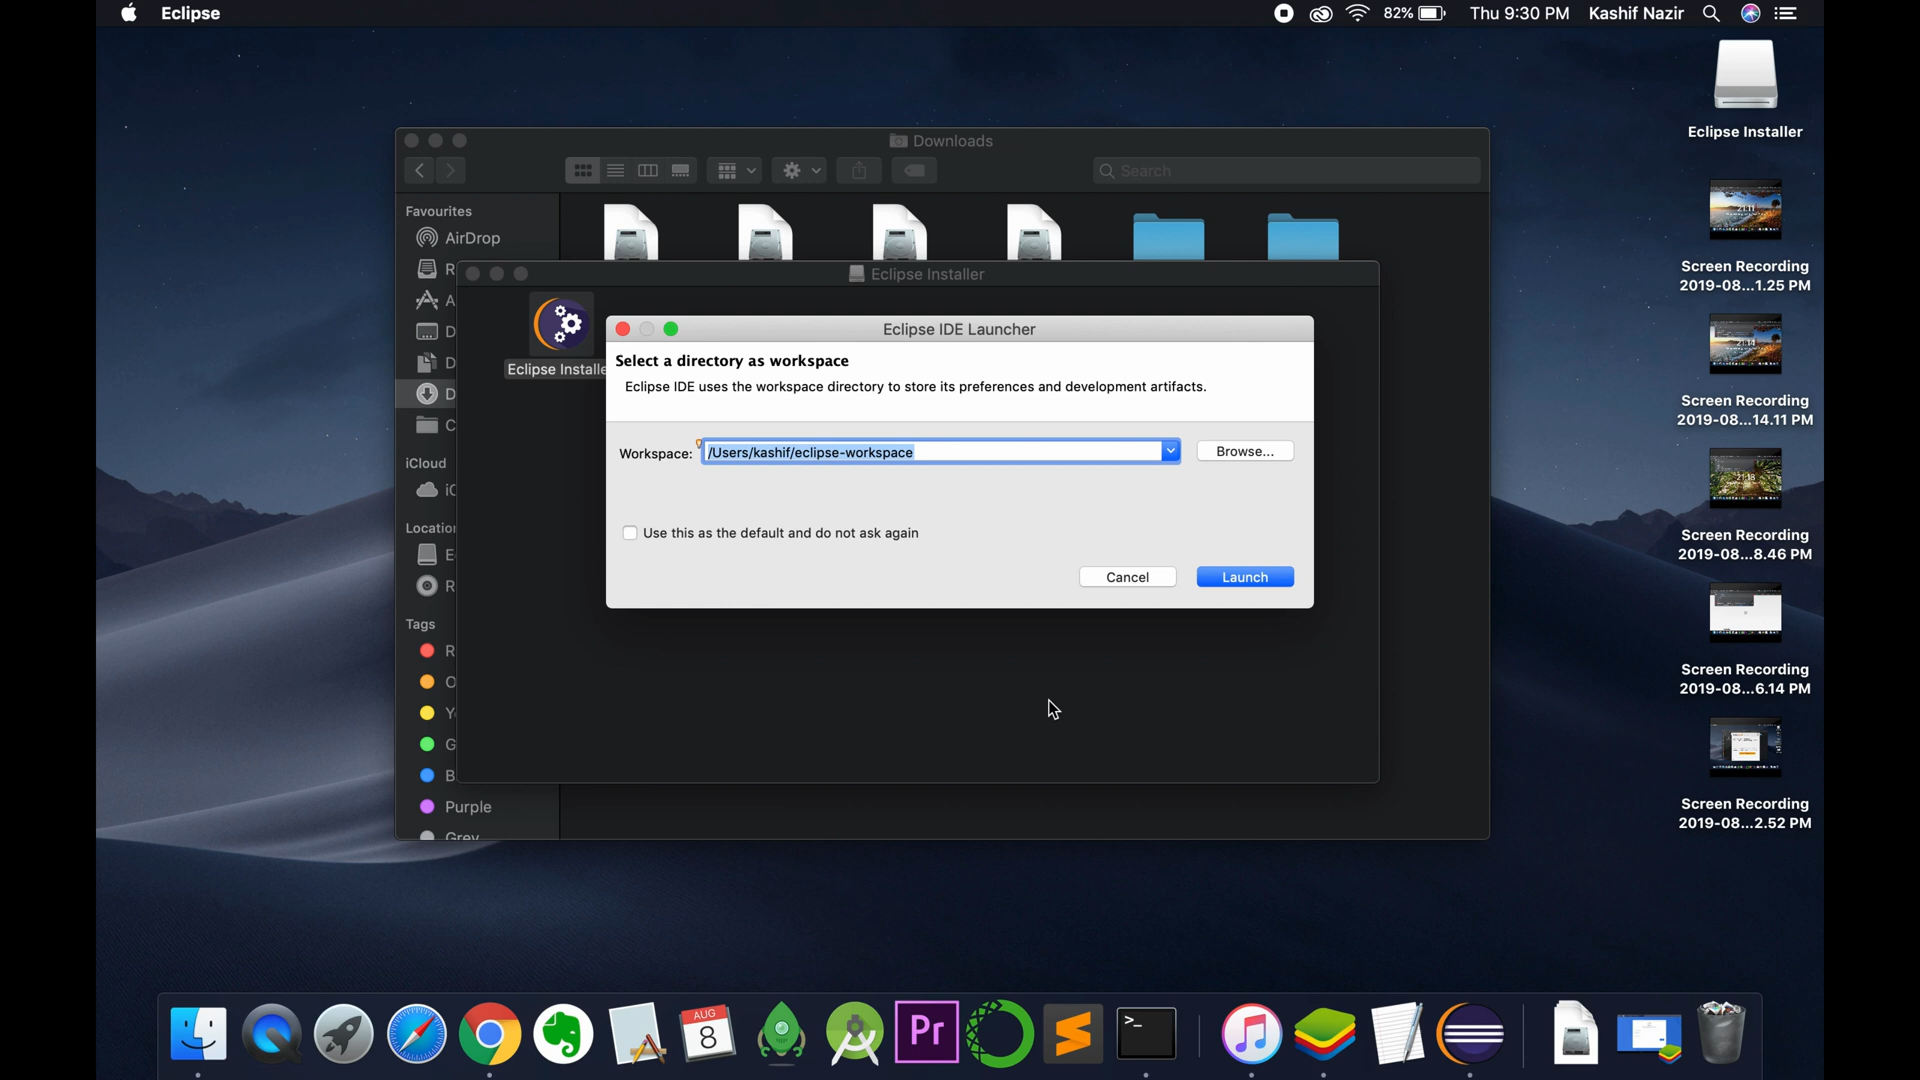 Eclipse
82%
Thu 9:30 PM
Kashif Nazir
Downloads
Search
Favourites
AirDrop
Eclipse Installer
Eclipse Installe
Eclipse IDE Launcher
Select a directory as workspace
Eclipse IDE uses the workspace directory to store its preferences and development artifacts.
Workspace:
/Users/kashif/eclipse-workspace
Browse...
Use this as the default and do not ask again
Cancel
Launch
iCloud
Locatio
Tags
Purple
Grey
Eclipse Installer
Screen Recording
2019-08...1.25 PM
Screen Recording
2019-08...14.11 PM
Screen Recording
2019-08...8.46 PM
Screen Recording
2019-08...6.14 PM
Screen Recording
2019-08...2.52 PM
AUG
8
Pr
>_